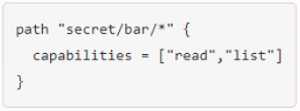 path "secret/bar/*" {
  capabilities = ["read","list"]
}